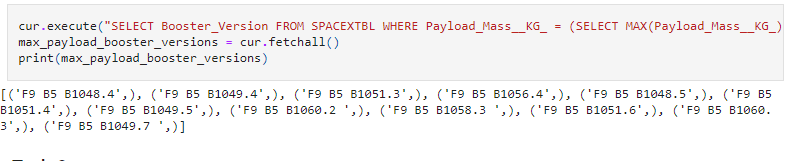 cur.execute("SELECT Booster_Version FROM SPACEXTBL WHERE Payload_Mass__KG_ = (SELECT MAX(Payload_Mass__KG_)
max_payload_booster_versions = cur.fetchall()
print(max_payload_booster_versions)
[('F9 B5 B1048.4',), ('F9 B5 B1049.4',), ('F9 B5 B1051.3',), ('F9 B5 B1056.4',), ('F9 B5 B1048.5',), ('F9 B5
B1051.4',), ('F9 B5 B1049.5',), ('F9 B5 B1060.2 ',), ('F9 B5 B1058.3 ',), ('F9 B5 B1051.6',), ('F9 B5 B1060.
3',), ('F9 B5 B1049.7 ',)]